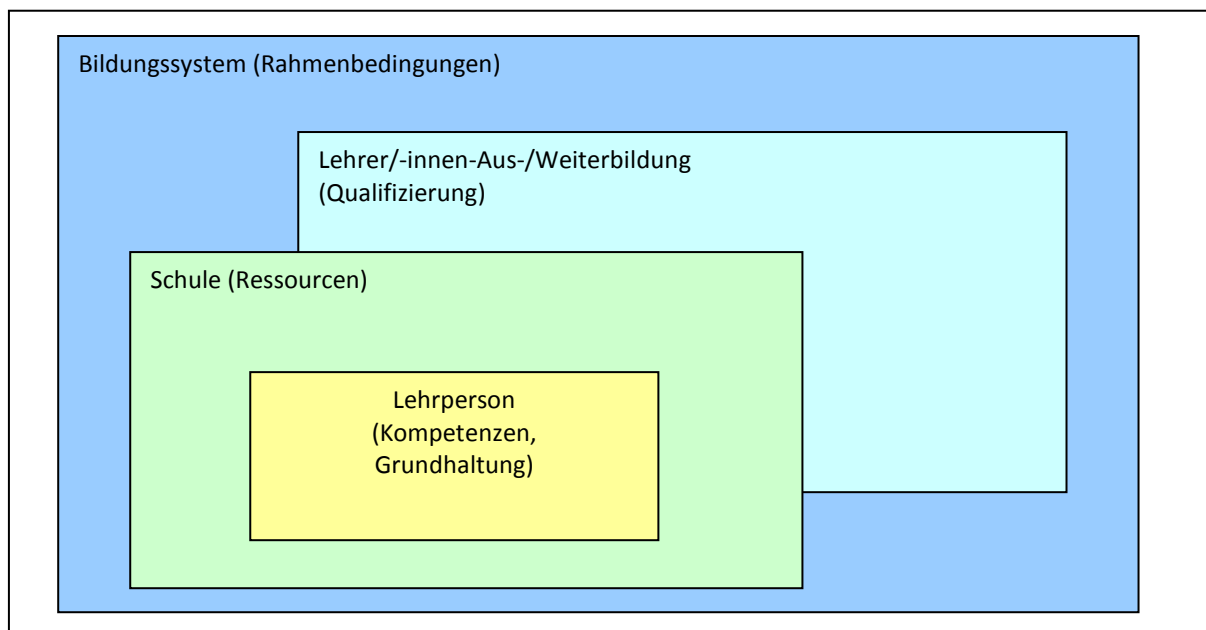 Bildungssystem (Rahmenbedingungen)
Lehrer/-innen-Aus-/Weiterbildung
(Qualifizierung)
Schule (Ressourcen)
Lehrperson
(Kompetenzen,
Grundhaltung)